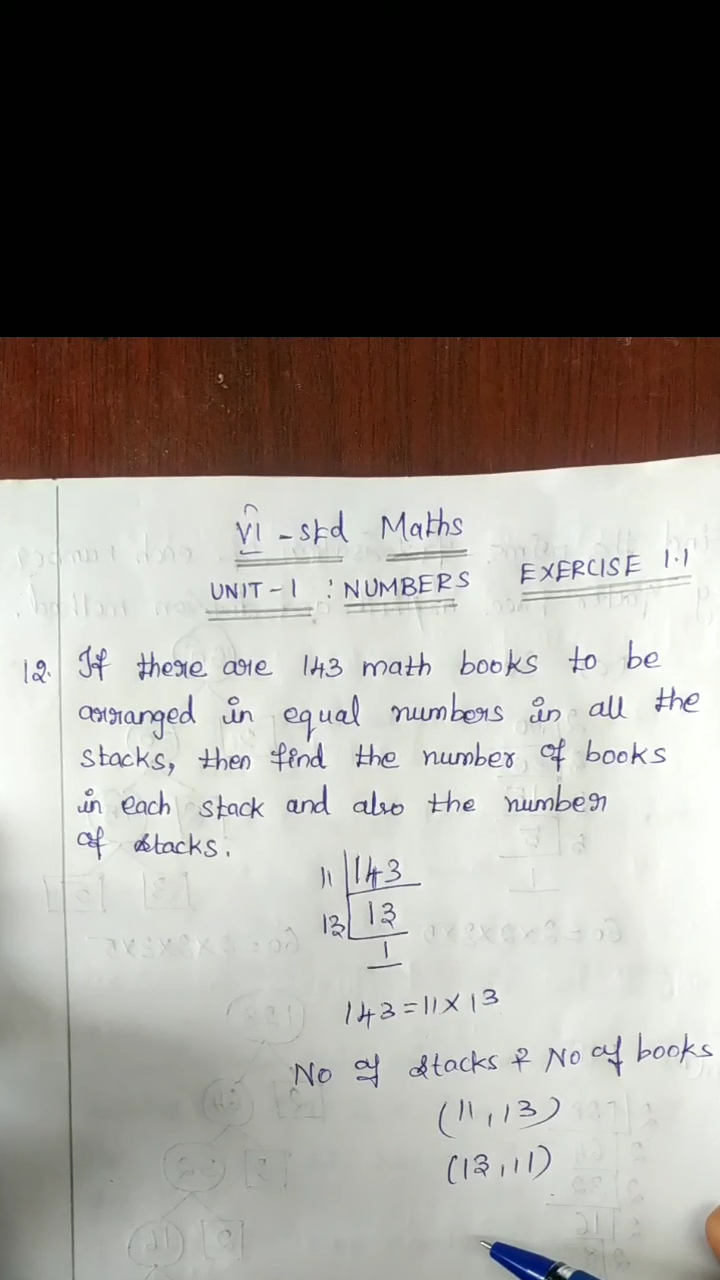 VI - std Maths
UNIT - 1 : NUMBERS EXERCISE 1.1
12. If there are 143 math books to be
arranged in equal numbers in all the
stacks, then find the number of books
in each stack and also the number
of stacks.
11 143
13 13
1
143 = 11 X 13
No of stacks & No of books
(11, 13)
(13, 11)